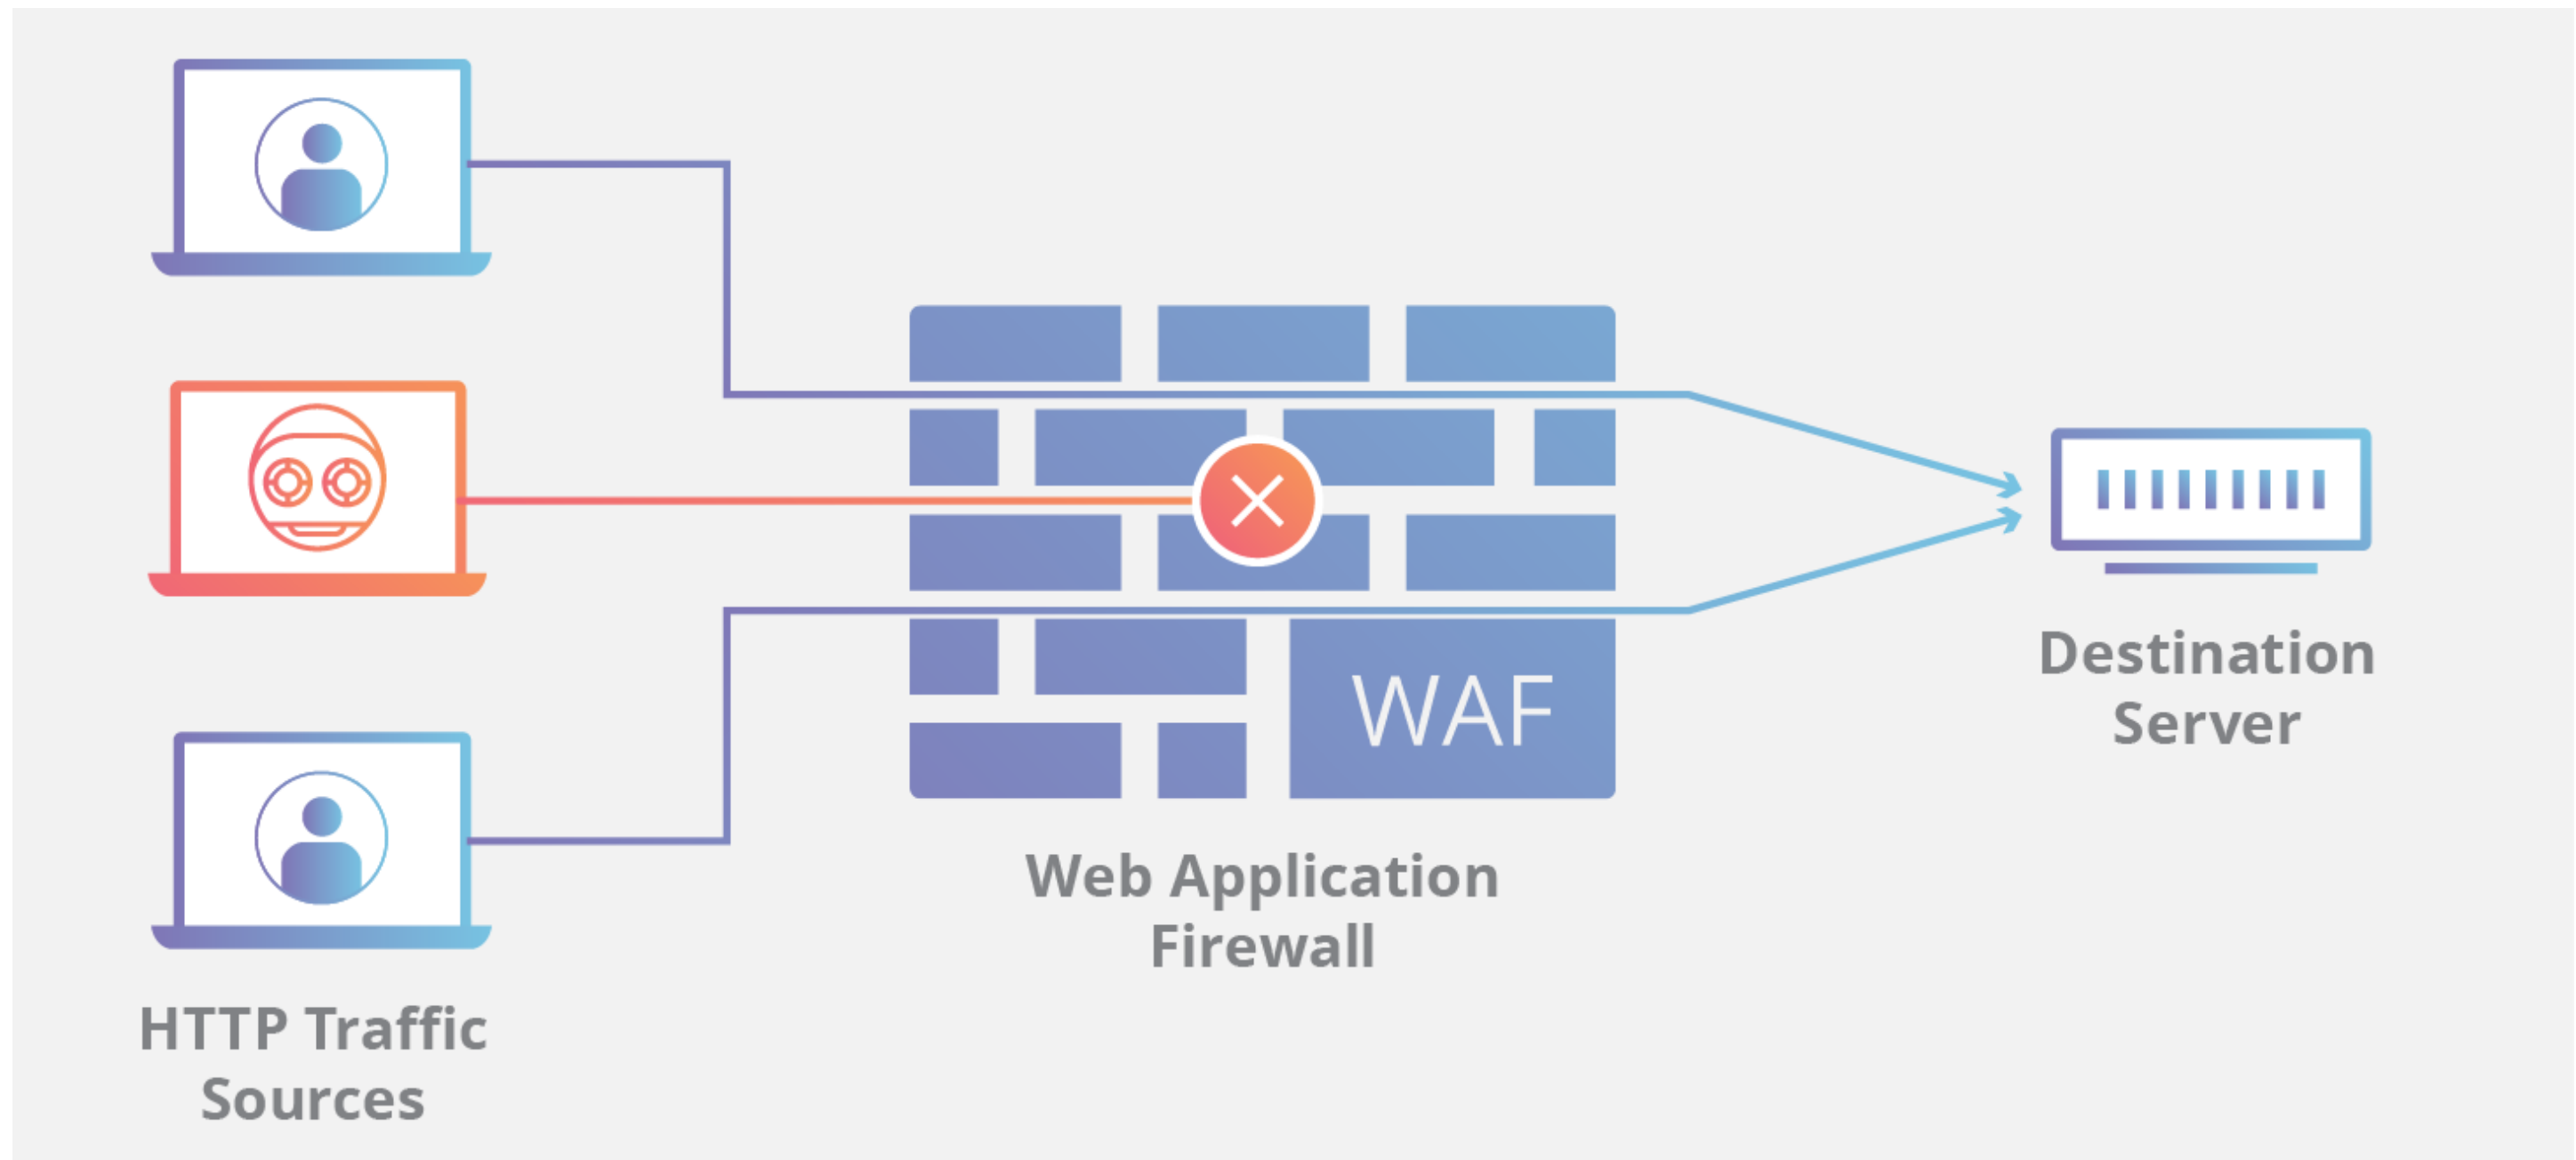 WAF
Web Application
Firewall
Destination
Server
HTTP Traffic
Sources